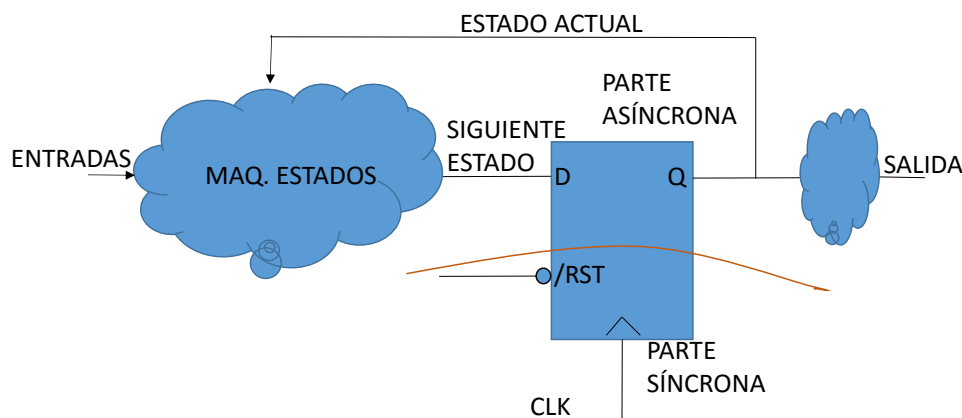 ESTADO ACTUAL
PARTE
ASÍNCRONA
SIGUIENTE
ESTADO
ENTRADAS
MAQ. ESTADOS
D
Q
SALIDA
/RST
PARTE
SÍNCRONA
CLK